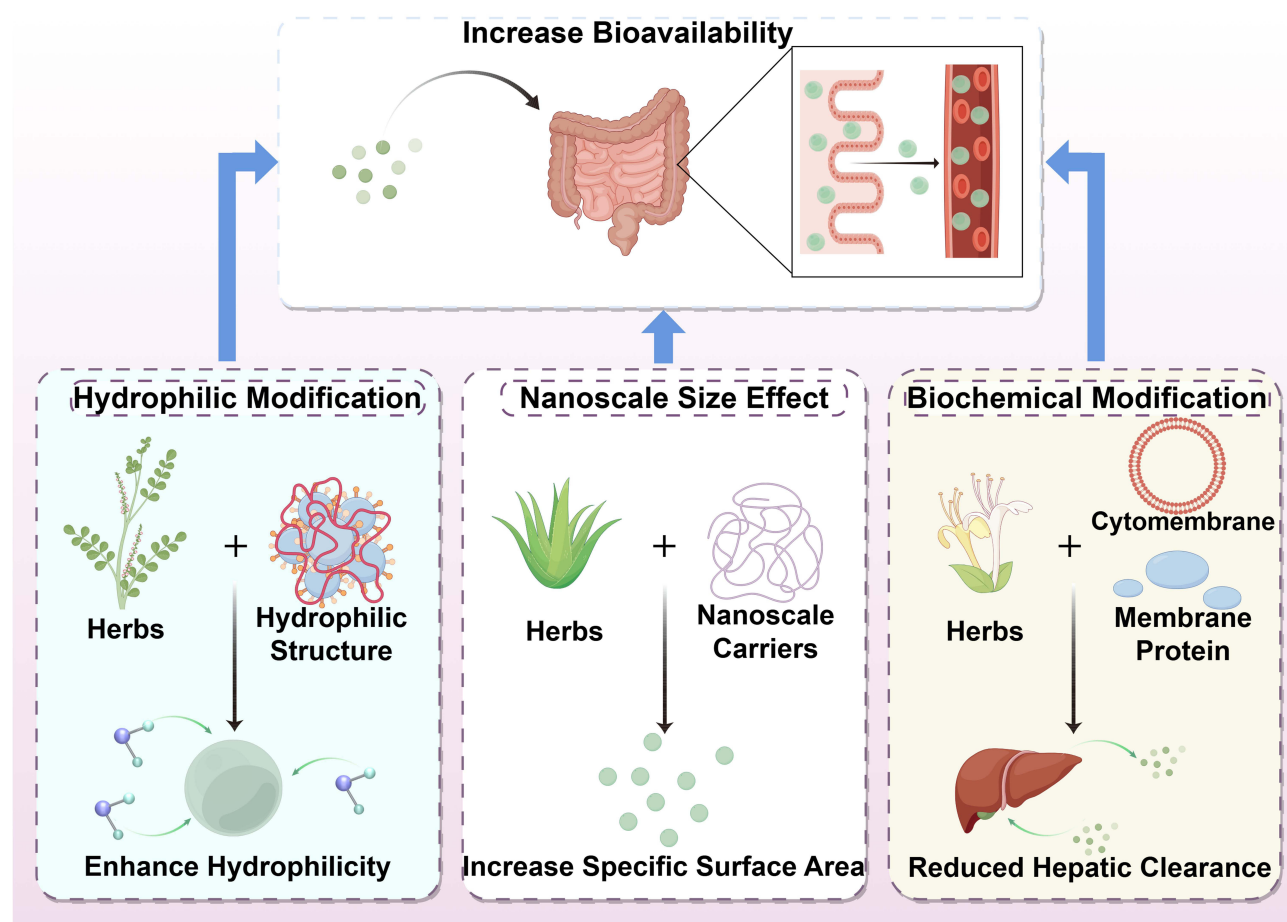 Increase Bioavailability
Hydrophilic Modification
Herbs
+
Hydrophilic
Structure
Enhance Hydrophilicity
Nanoscale Size Effect
Herbs
+
Nanoscale
Carriers
Increase Specific Surface Area
Biochemical Modification
Herbs
+
Cytomembrane
Membrane
Protein
Reduced Hepatic Clearance